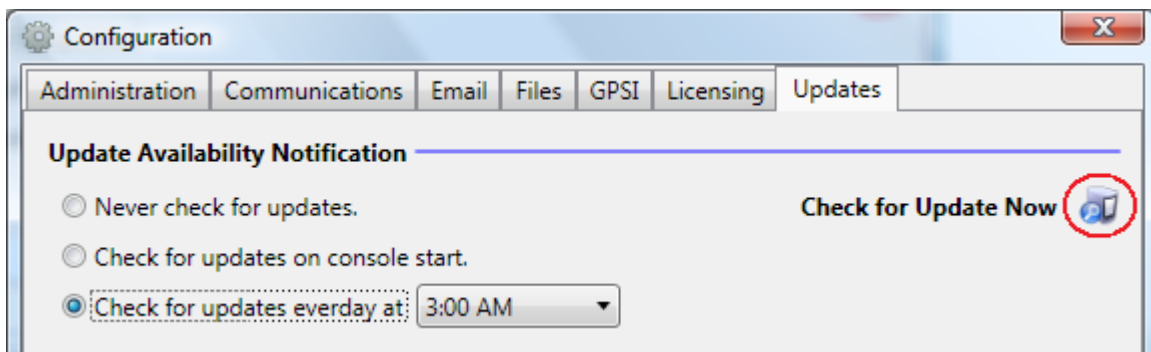 Configuration
Administration Communications Email Files GPSI Licensing Updates
Update Availability Notification
Never check for updates. Check for Update Now
Check for updates on console start.
Check for updates everday at 3:00 AM